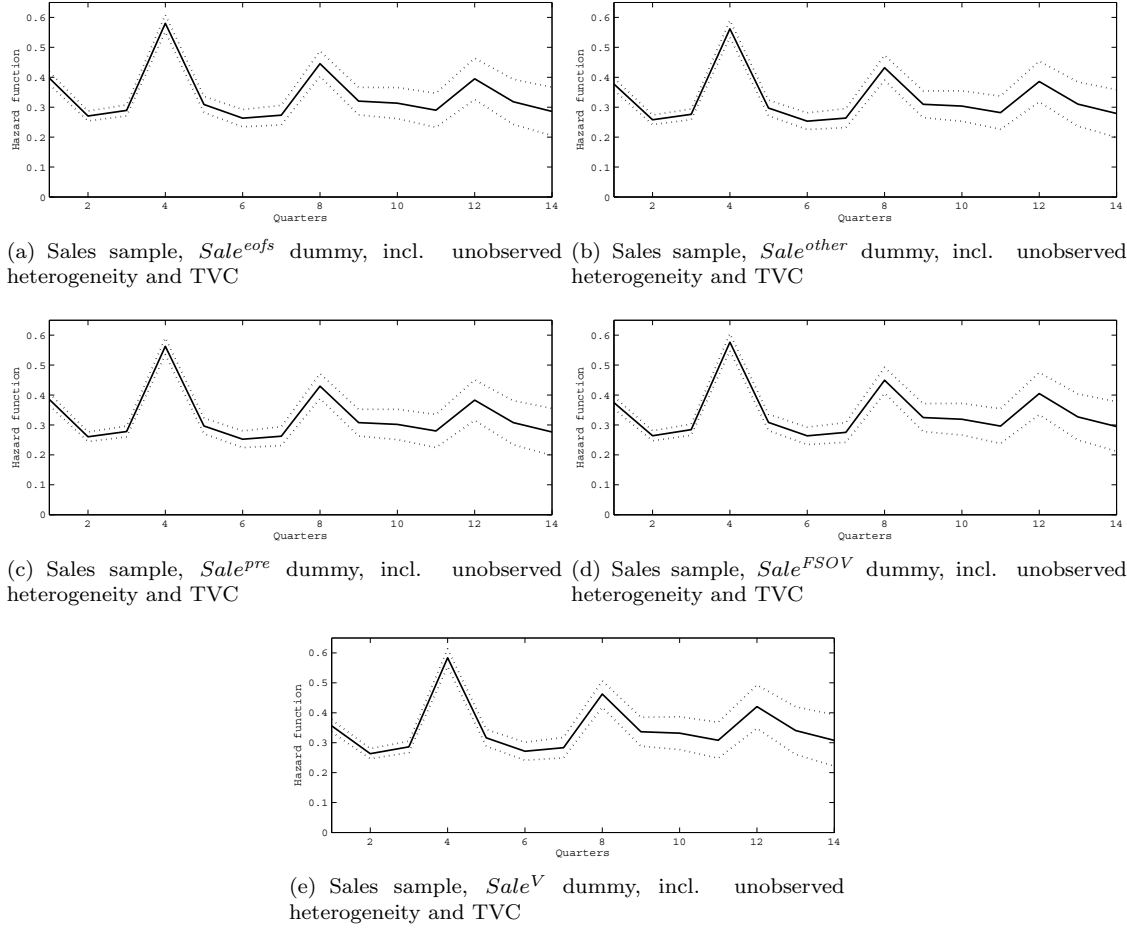 0.6
0.5
0.4
0.3
0.2
0.1
0
Hazard function
2 4 6 8 10 12 14
Quarters
(a) Sales sample, Sale^eofs dummy, incl. unobserved
heterogeneity and TVC
0.6
0.5
0.4
0.3
0.2
0.1
0
Hazard function
2 4 6 8 10 12 14
Quarters
(b) Sales sample, Sale^other dummy, incl. unobserved
heterogeneity and TVC
0.6
0.5
0.4
0.3
0.2
0.1
0
Hazard function
2 4 6 8 10 12 14
Quarters
(c) Sales sample, Sale^pre dummy, incl. unobserved
heterogeneity and TVC
0.6
0.5
0.4
0.3
0.2
0.1
0
Hazard function
2 4 6 8 10 12 14
Quarters
(d) Sales sample, Sale^FSOV dummy, incl. unobserved
heterogeneity and TVC
0.6
0.5
0.4
0.3
0.2
0.1
0
Hazard function
2 4 6 8 10 12 14
Quarters
(e) Sales sample, Sale^V dummy, incl. unobserved
heterogeneity and TVC